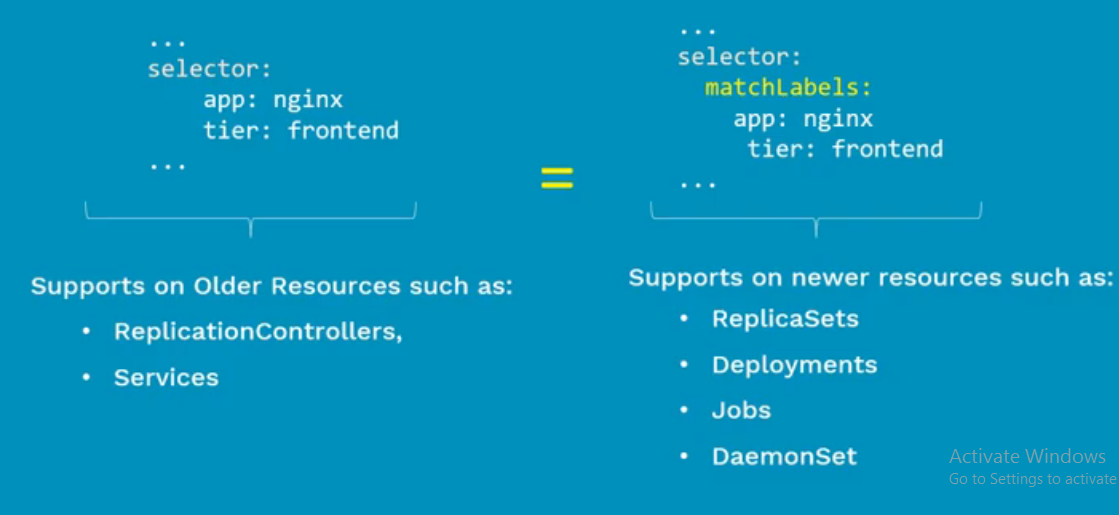 ...
selector:
    app: nginx
    tier: frontend
...
Supports on Older Resources such as:
• ReplicationControllers,
• Services
=
...
selector:
  matchLabels:
    app: nginx
     tier: frontend
...
Supports on newer resources such as:
• ReplicaSets
• Deployments
• Jobs
• DaemonSet
Activate Windows
Go to Settings to activate